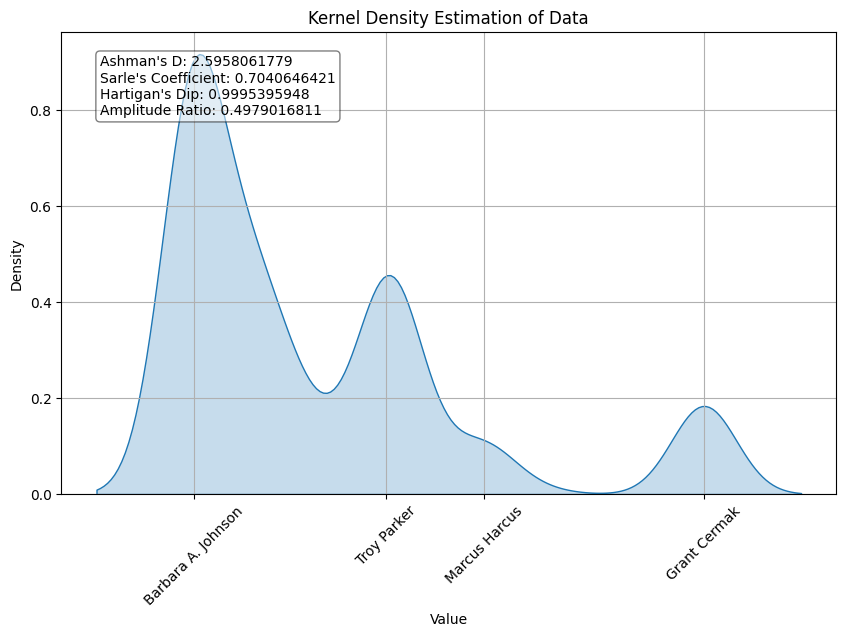 Kernel Density Estimation of Data
Ashman's D: 2.5958061779
Sarle's Coefficient: 0.7040646421
Hartigan's Dip: 0.9995395948
Amplitude Ratio: 0.4979016811
Density
0.8
0.6
0.4
0.2
0.0
Barbara A. Johnson
Troy Parker
Marcus Harcus
Grant Cermak
Value